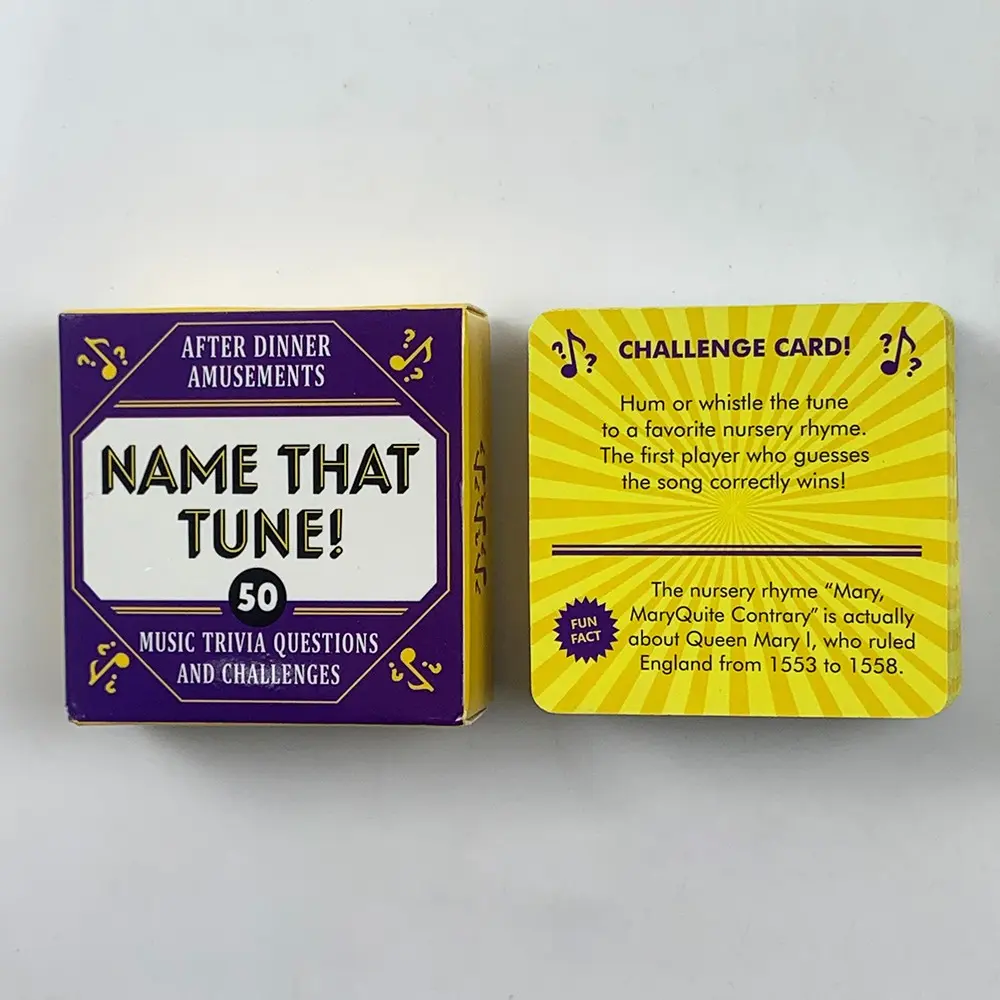 AFTER DINNER
AMUSEMENTS
NAME THAT
TUNE!
50
MUSIC TRIVIA QUESTIONS
AND CHALLENGES
CHALLENGE CARD!
Hum or whistle the tune
to a favorite nursery rhyme.
The first player who guesses
the song correctly wins!
FUN
FACT
The nursery rhyme “Mary,
MaryQuite Contrary” is actually
about Queen Mary I, who ruled
England from 1553 to 1558.